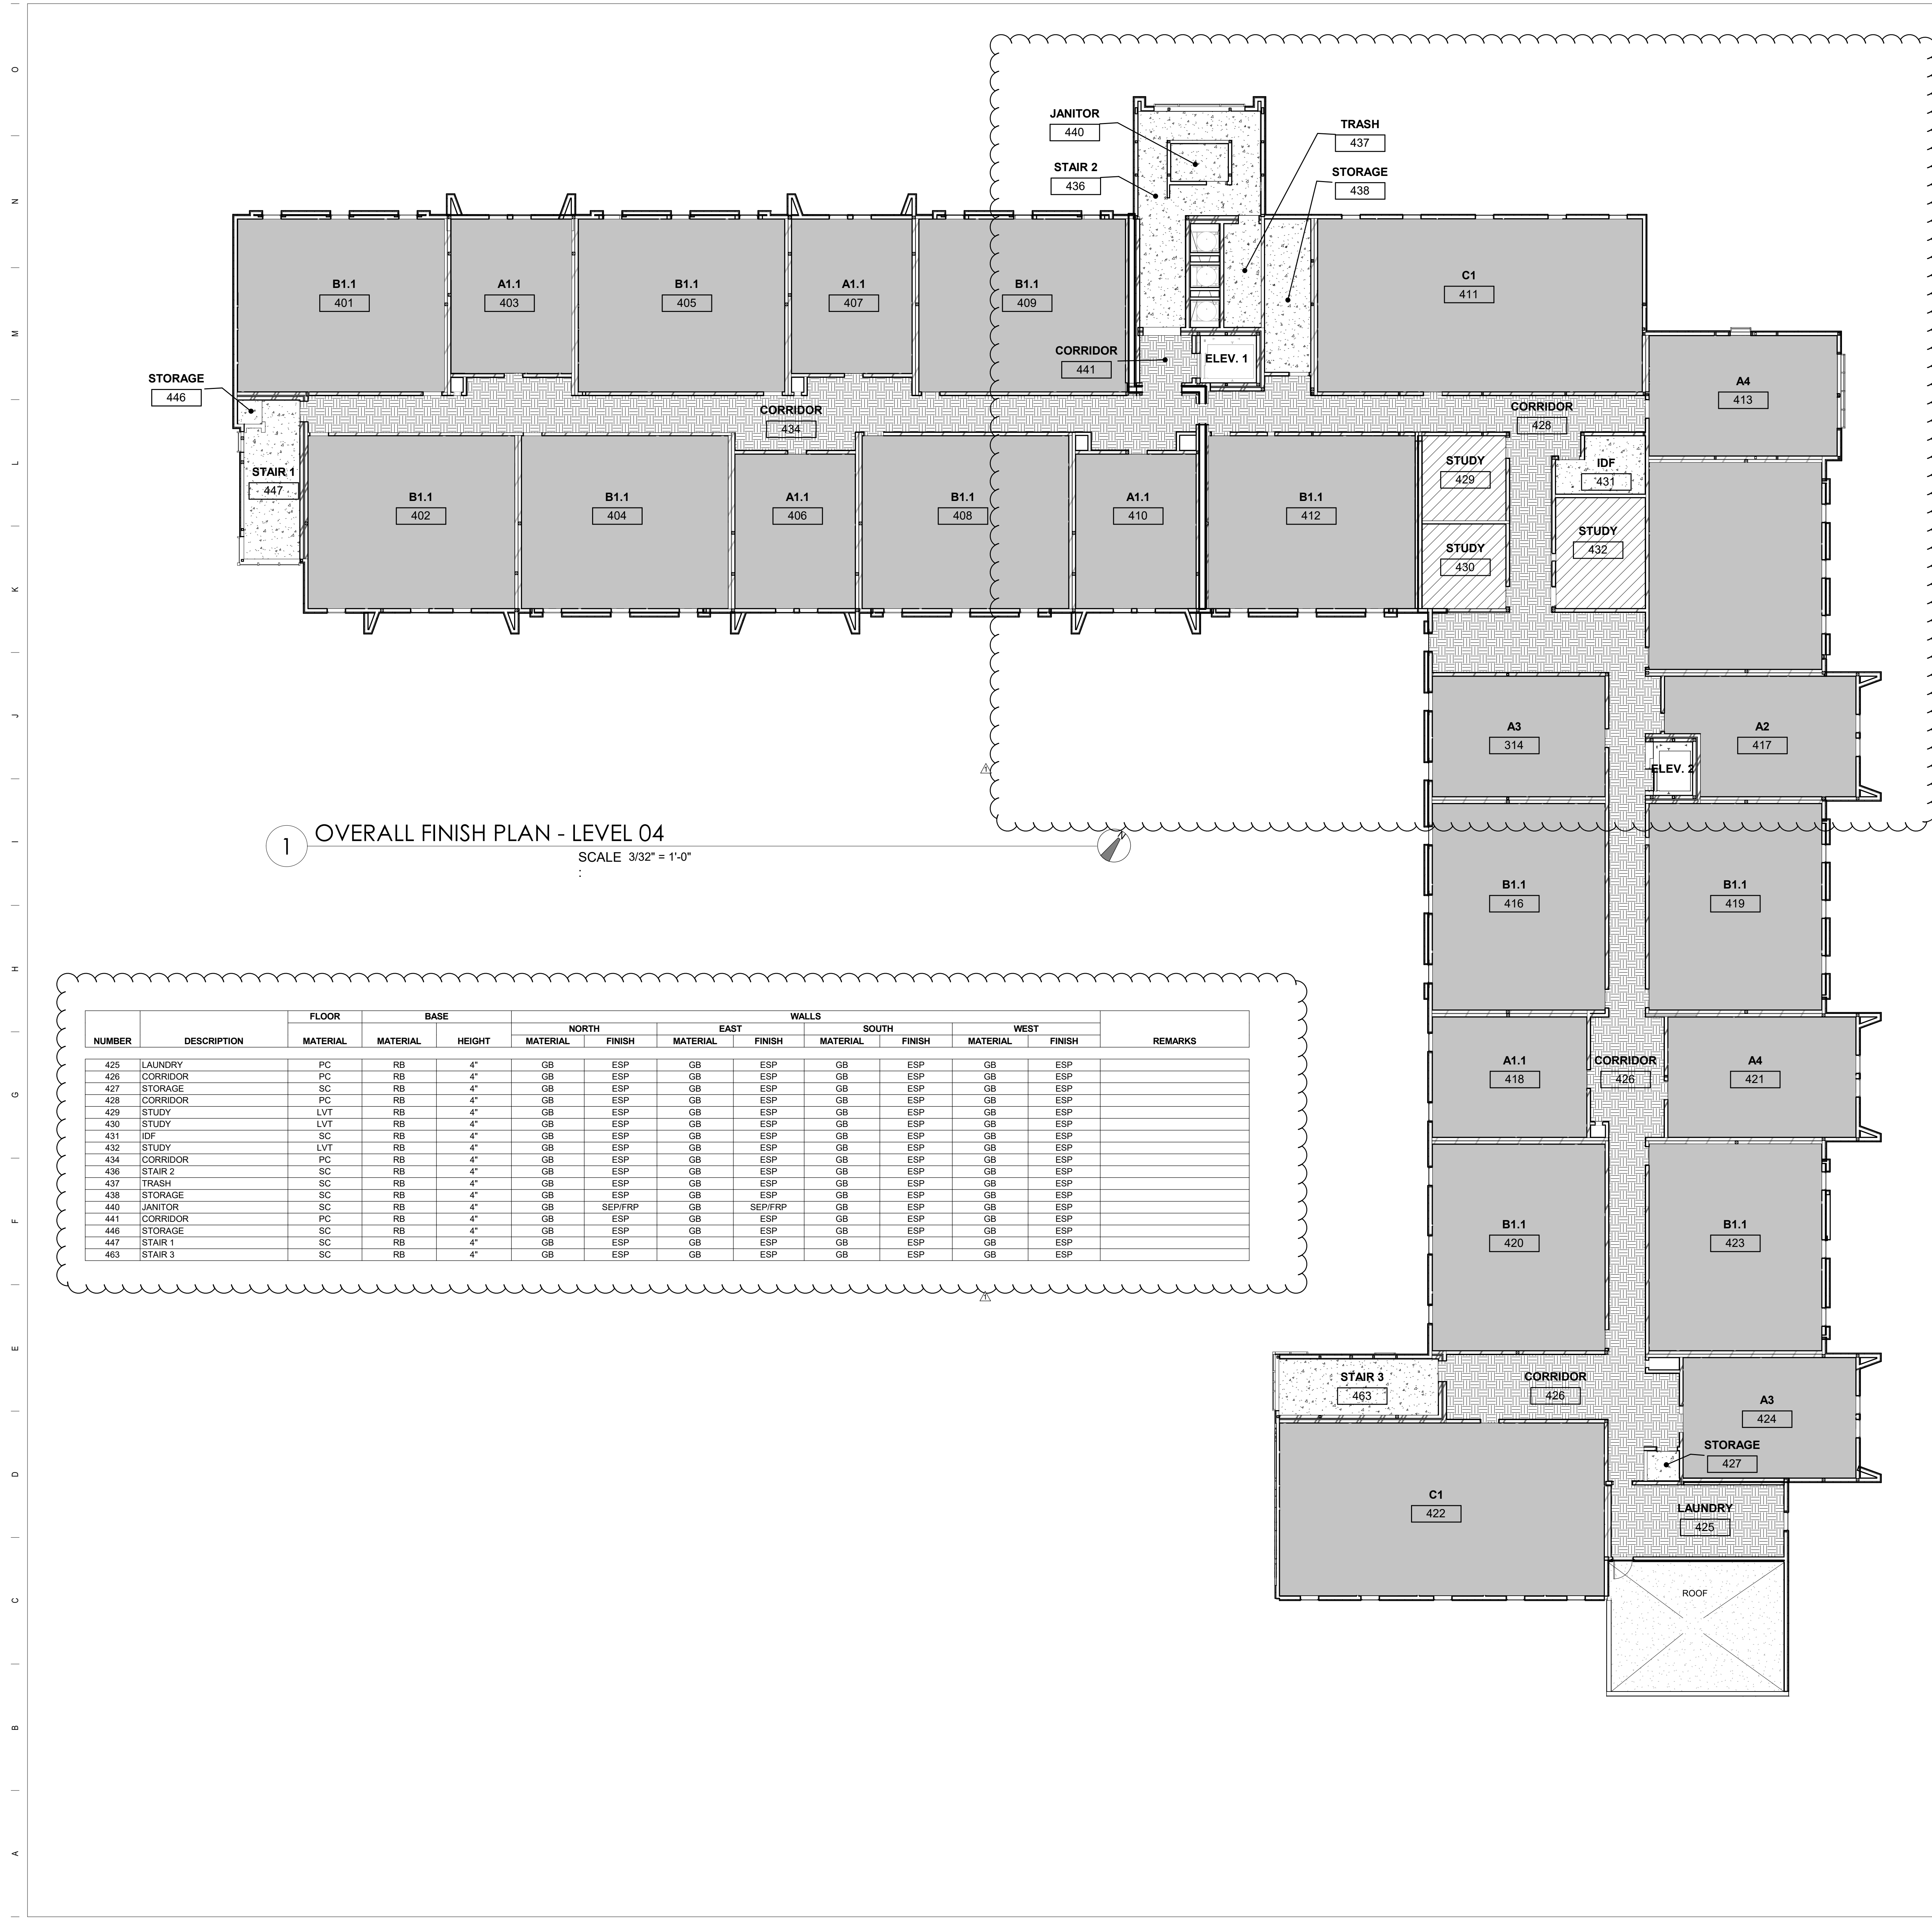 O
N
M
L
K
J
I
H
G
F
E
D
C
B
A
JANITOR
440
TRASH
437
STAIR 2
436
STORAGE
438
B1.1
401
A1.1
403
B1.1
405
A1.1
407
B1.1
409
C1
411
CORRIDOR
441
ELEV. 1
STORAGE
446
A4
413
CORRIDOR
434
CORRIDOR
428
STAIR 1
447
STUDY
429
IDF
431
B1.1
402
B1.1
404
A1.1
406
B1.1
408
A1.1
410
B1.1
412
STUDY
432
STUDY
430
A3
314
A2
417
ELEV. 2
1
1 OVERALL FINISH PLAN - LEVEL 04
SCALE 3/32" = 1'-0"
:
N
B1.1
416
B1.1
419
A1.1
418
CORRIDOR
426
A4
421
B1.1
420
B1.1
423
STAIR 3
463
CORRIDOR
426
A3
424
STORAGE
427
C1
422
LAUNDRY
425
ROOF
FLOOR BASE WALLS
NORTH EAST SOUTH WEST
NUMBER DESCRIPTION MATERIAL MATERIAL HEIGHT MATERIAL FINISH MATERIAL FINISH MATERIAL FINISH MATERIAL FINISH REMARKS
425 LAUNDRY PC RB 4" GB ESP GB ESP GB ESP GB ESP
426 CORRIDOR PC RB 4" GB ESP GB ESP GB ESP GB ESP
427 STORAGE SC RB 4" GB ESP GB ESP GB ESP GB ESP
428 CORRIDOR PC RB 4" GB ESP GB ESP GB ESP GB ESP
429 STUDY LVT RB 4" GB ESP GB ESP GB ESP GB ESP
430 STUDY LVT RB 4" GB ESP GB ESP GB ESP GB ESP
431 IDF SC RB 4" GB ESP GB ESP GB ESP GB ESP
432 STUDY LVT RB 4" GB ESP GB ESP GB ESP GB ESP
434 CORRIDOR PC RB 4" GB ESP GB ESP GB ESP GB ESP
436 STAIR 2 SC RB 4" GB ESP GB ESP GB ESP GB ESP
437 TRASH SC RB 4" GB ESP GB ESP GB ESP GB ESP
438 STORAGE SC RB 4" GB ESP GB ESP GB ESP GB ESP
440 JANITOR SC RB 4" GB SEP/FRP GB SEP/FRP GB ESP GB ESP
441 CORRIDOR PC RB 4" GB ESP GB ESP GB ESP GB ESP
446 STORAGE SC RB 4" GB ESP GB ESP GB ESP GB ESP
447 STAIR 1 SC RB 4" GB ESP GB ESP GB ESP GB ESP
463 STAIR 3 SC RB 4" GB ESP GB ESP GB ESP GB ESP
1